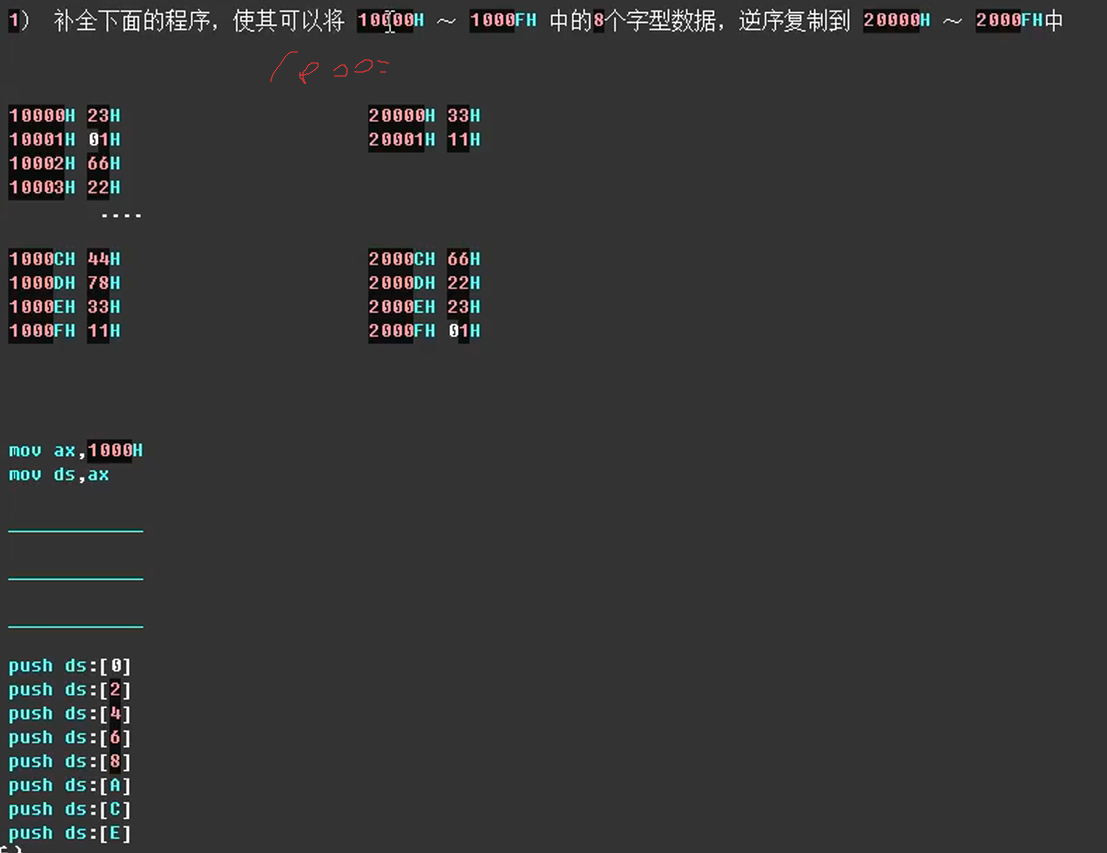 1） 补全下面的程序，使其可以将 10000H ～ 1000FH 中的8个字型数据，逆序复制到 20000H ～ 2000FH中
10000H 23H 20000H 33H
10001H 01H 20001H 11H
10002H 66H
10003H 22H
....
1000CH 44H 2000CH 66H
1000DH 78H 2000DH 22H
1000EH 33H 2000EH 23H
1000FH 11H 2000FH 01H
mov ax,1000H
mov ds,ax
push ds:[0]
push ds:[2]
push ds:[4]
push ds:[6]
push ds:[8]
push ds:[A]
push ds:[C]
push ds:[E]